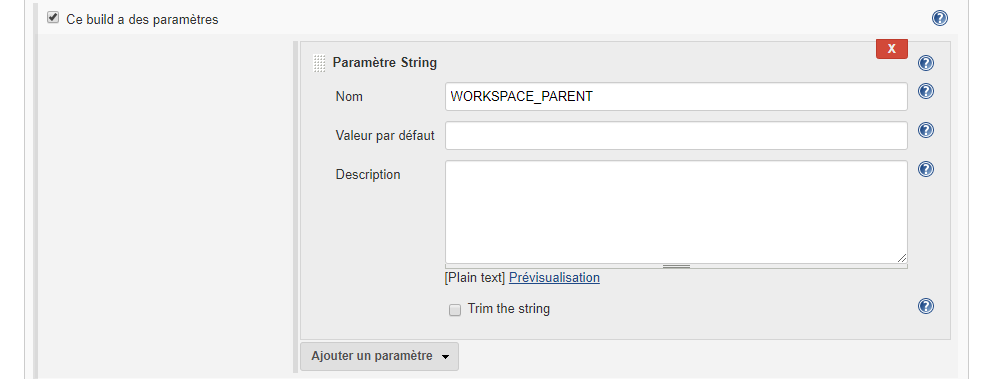 Ce build a des paramètres
X
Paramètre String
Nom
WORKSPACE_PARENT
Valeur par défaut
Description
[Plain text] Prévisualisation
Trim the string
Ajouter un paramètre